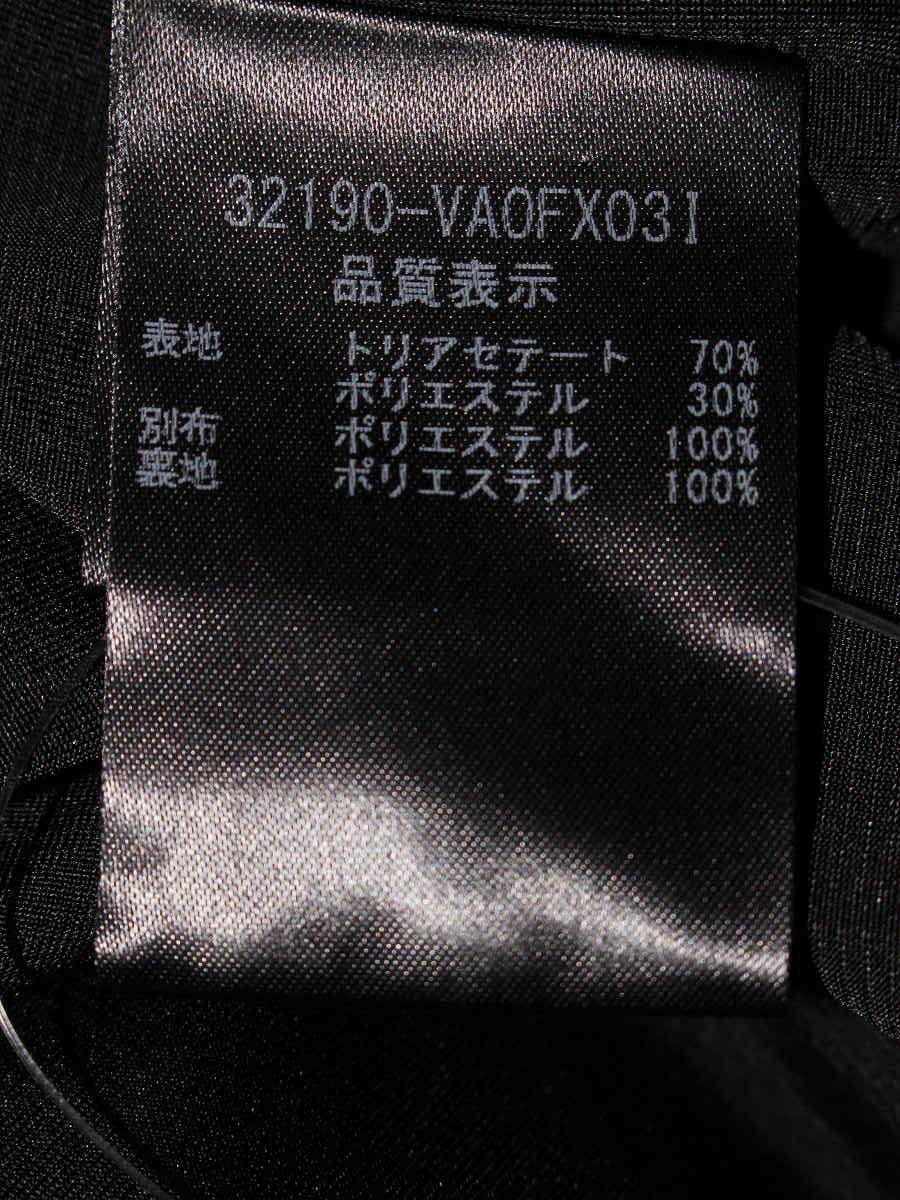 32190-VA0FX03I
品質表示
表地 トリアセテート 70%
ポリエステル 30%
別布 ポリエステル 100%
裏地 ポリエステル 100%